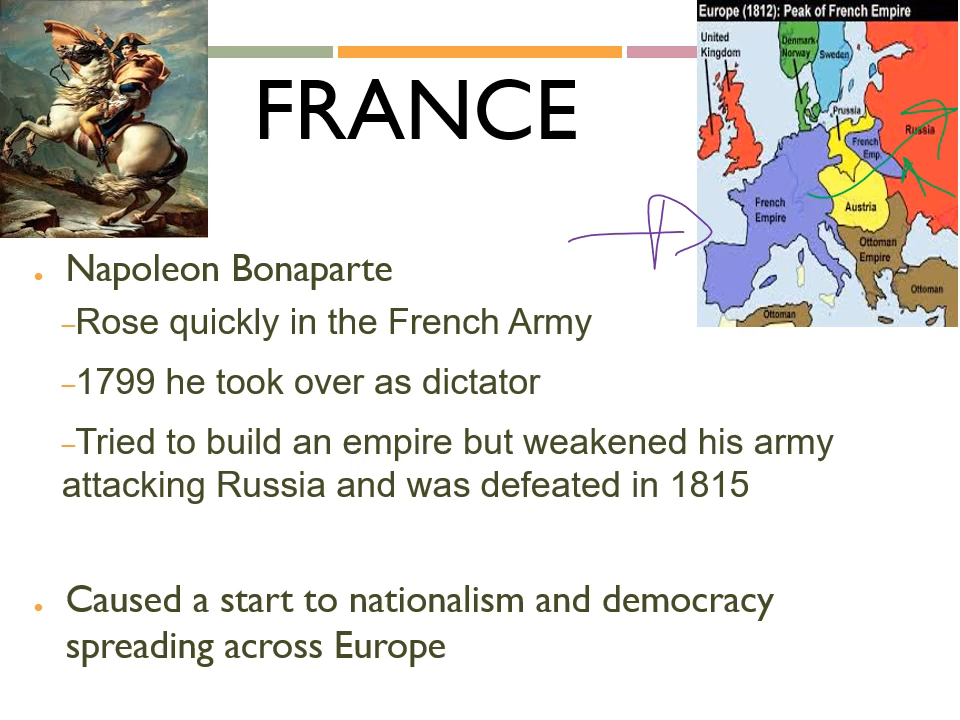 Europe (1812): Peak of French Empire
United
Kingdom
Denmark
Norway
Sweden
Prussia
Russia
French
Emp.
French
Empire
Austria
Ottoman
Empire
Ottoman
Ottoman
FRANCE
• Napoleon Bonaparte
–Rose quickly in the French Army
–1799 he took over as dictator
–Tried to build an empire but weakened his army
attacking Russia and was defeated in 1815
• Caused a start to nationalism and democracy
spreading across Europe